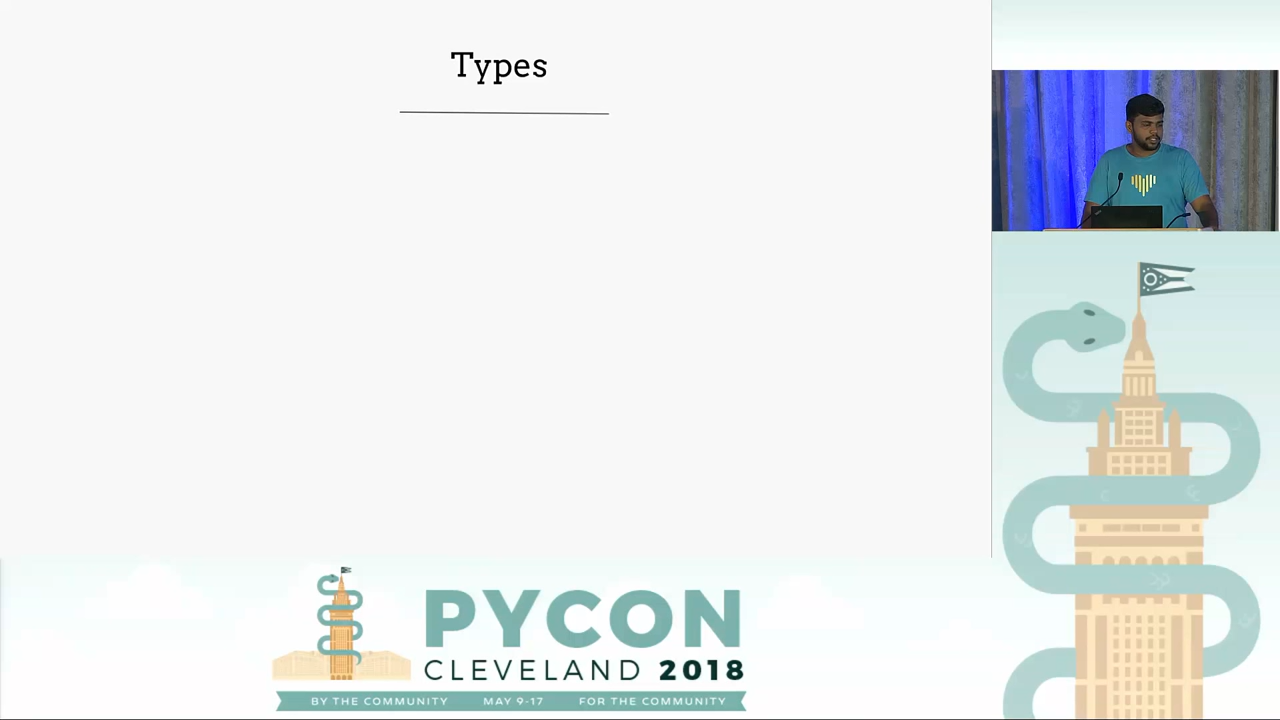 Types
PYCON
CLEVELAND 2018
BY THE COMMUNITY MAY 9-17 FOR THE COMMUNITY